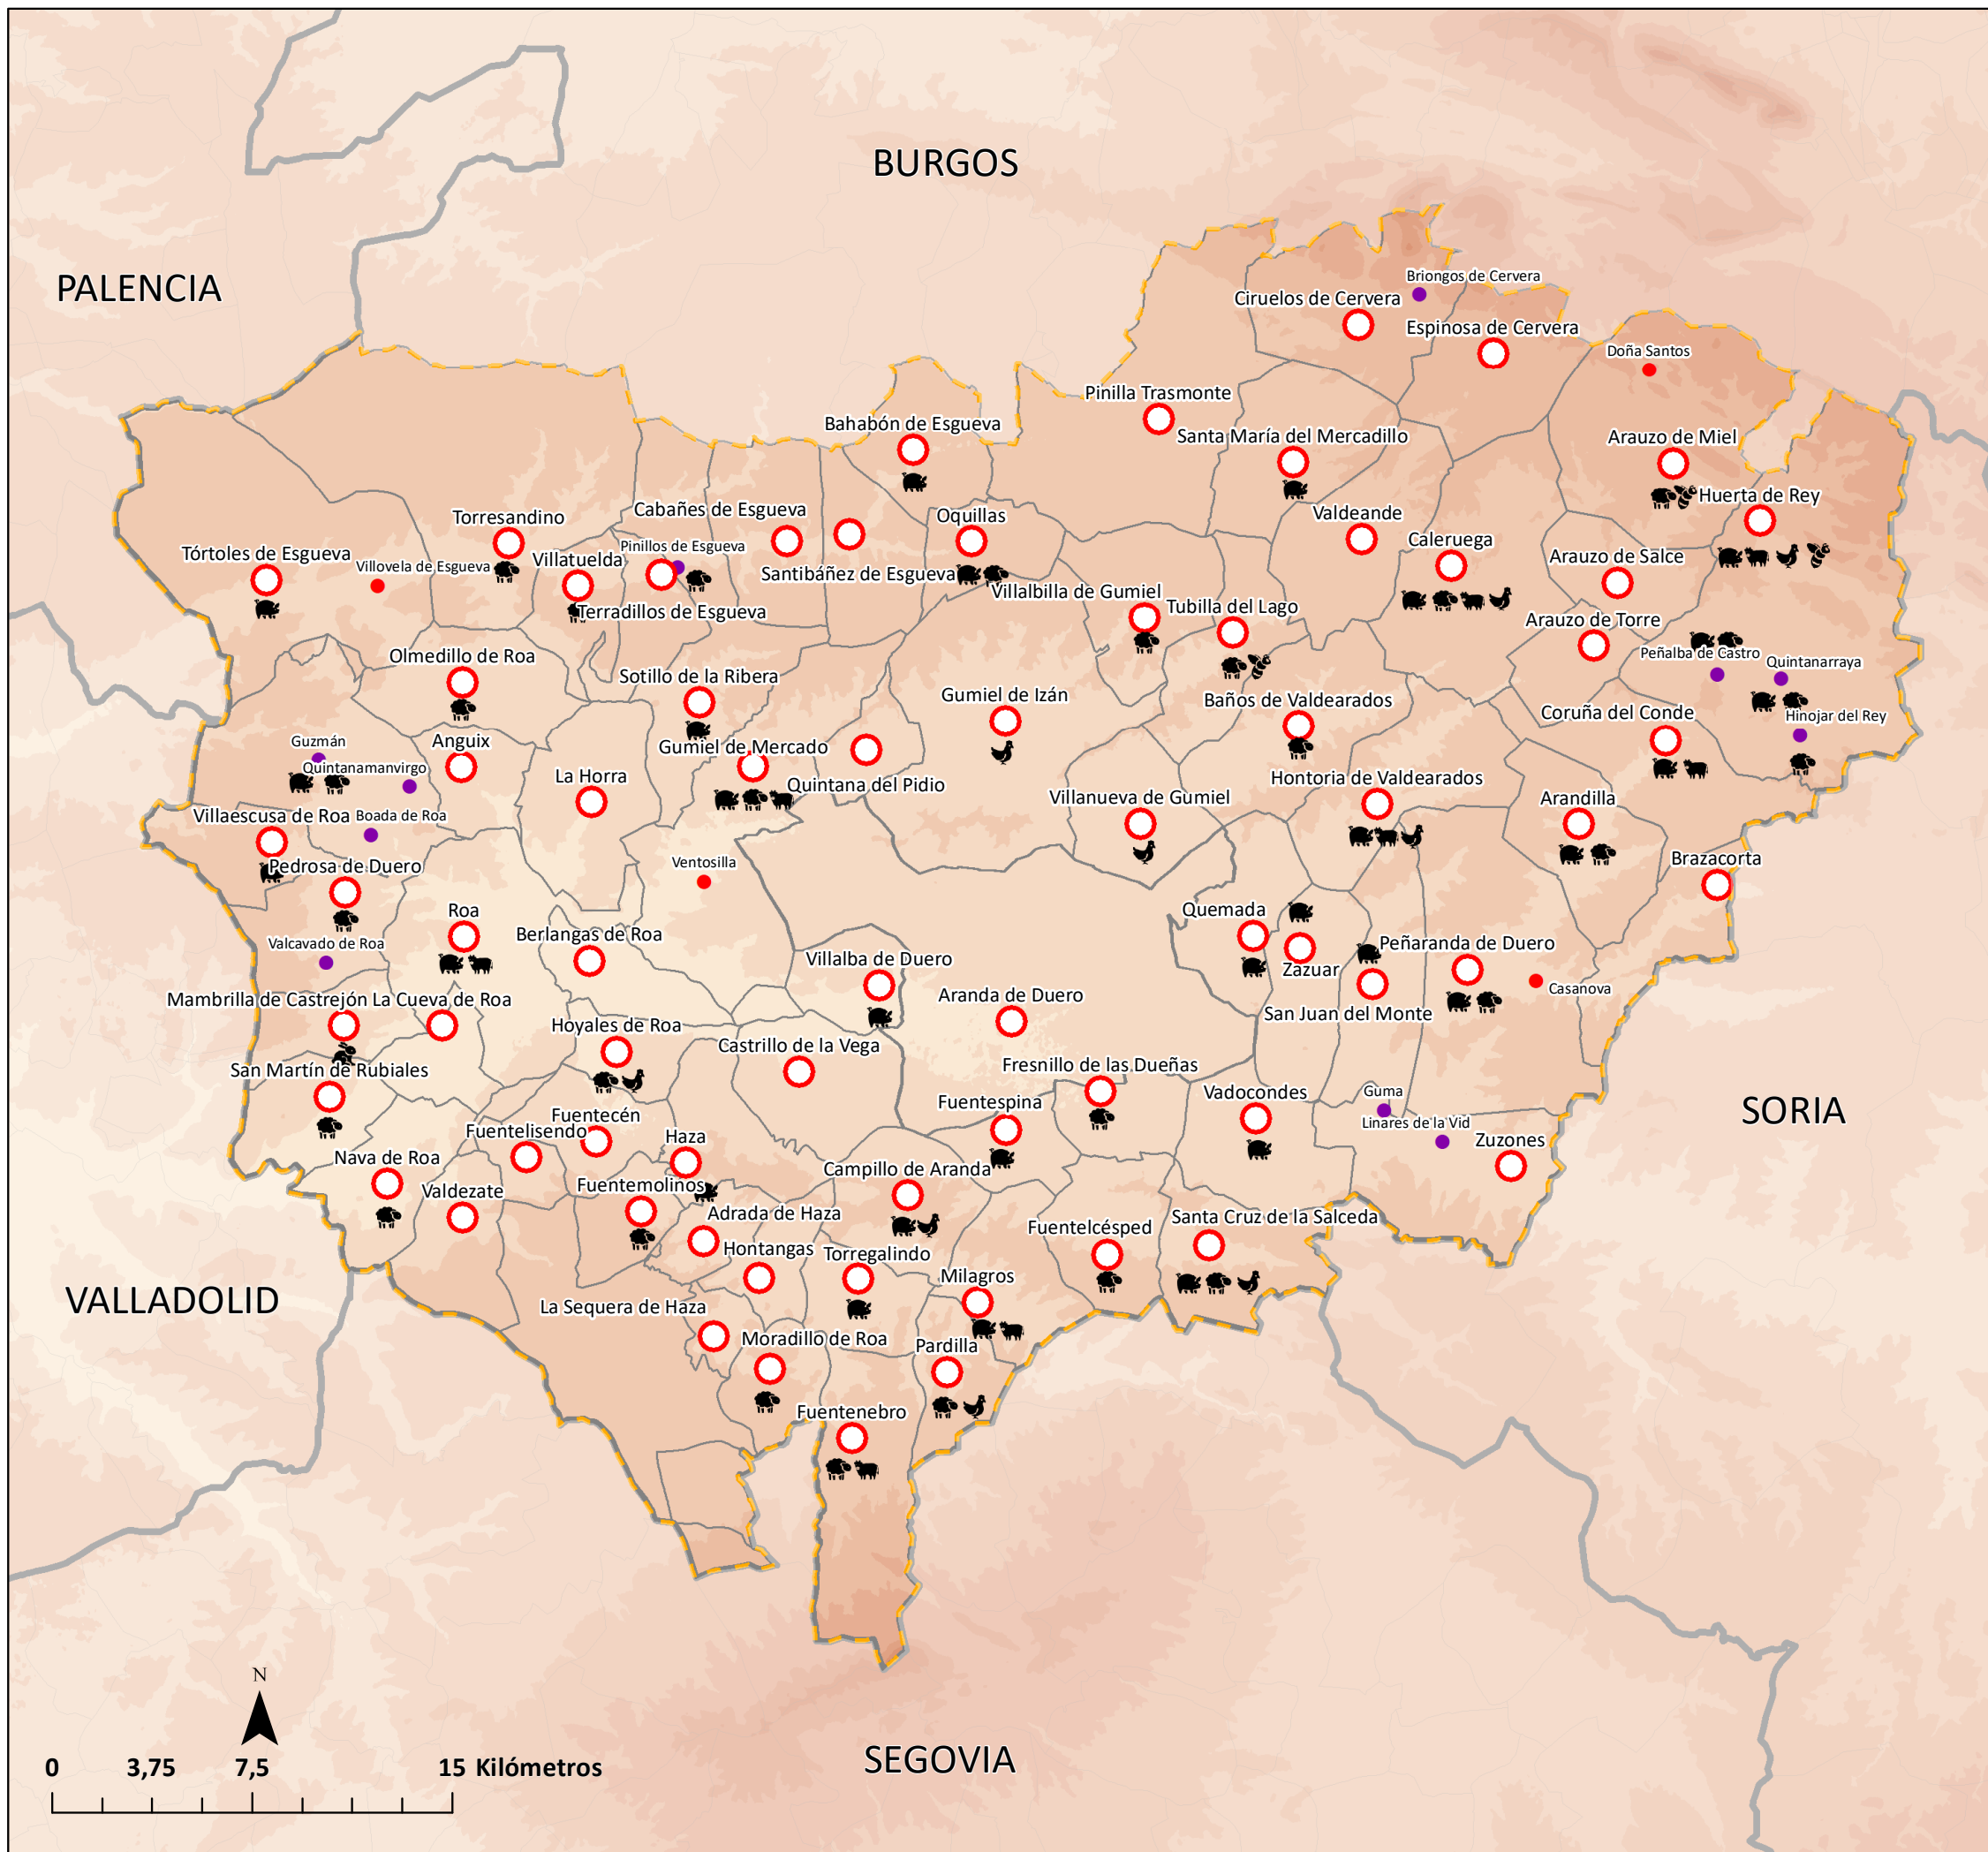 BURGOS
PALENCIA
Briongos de Cervera
Ciruelos de Cervera
Espinosa de Cervera
Doña Santos
Pinilla Trasmonte
Bahabón de Esgueva
Santa María del Mercadillo
Arauzo de Miel
Huerta de Rey
Cabañes de Esgueva
Oquillas
Valdeande
Torresandino
Caleruega
Tórtoles de Esgueva
Villovela de Esgueva
Villatuelda
Pinillos de Esgueva
Santibáñez de Esgueva
Arauzo de Salce
Villalbilla de Gumiel
Tubilla del Lago
Terradillos de Esgueva
Arauzo de Torre
Olmedillo de Roa
Peñalba de Castro
Quintanarraya
Sotillo de la Ribera
Gumiel de Izán
Baños de Valdearados
Coruña del Conde
Hinojar del Rey
Guzmán
Anguix
Gumiel de Mercado
Quintanamanvirgo
La Horra
Quintana del Pidio
Hontoria de Valdearados
Villanueva de Gumiel
Arandilla
Villaescusa de Roa
Boada de Roa
Ventosilla
Brazacorta
Pedrosa de Duero
Roa
Quemada
Berlangas de Roa
Valcavado de Roa
Villalba de Duero
Peñaranda de Duero
Zazuar
Casanova
Mambrilla de Castrejón
La Cueva de Roa
Aranda de Duero
San Juan del Monte
Hoyales de Roa
Castrillo de la Vega
San Martín de Rubiales
Fresnillo de las Dueñas
Vadocondes
Guma
SORIA
Fuentespina
Linares de la Vid
Fuentecén
Fuentelisendo
Haza
Zuzones
Nava de Roa
Campillo de Aranda
Valdezate
Fuentemolinos
Adrada de Haza
Santa Cruz de la Salceda
Fuentelcésped
Hontangas
Torregalindo
Milagros
VALLADOLID
La Sequera de Haza
Moradillo de Roa
Pardilla
Fuentenebro
N
SEGOVIA
0 3,75 7,5 15 Kilómetros